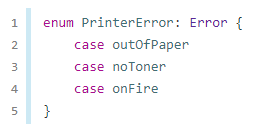 1 enum PrinterError: Error {
2     case outOfPaper
3     case noToner
4     case onFire
5 }